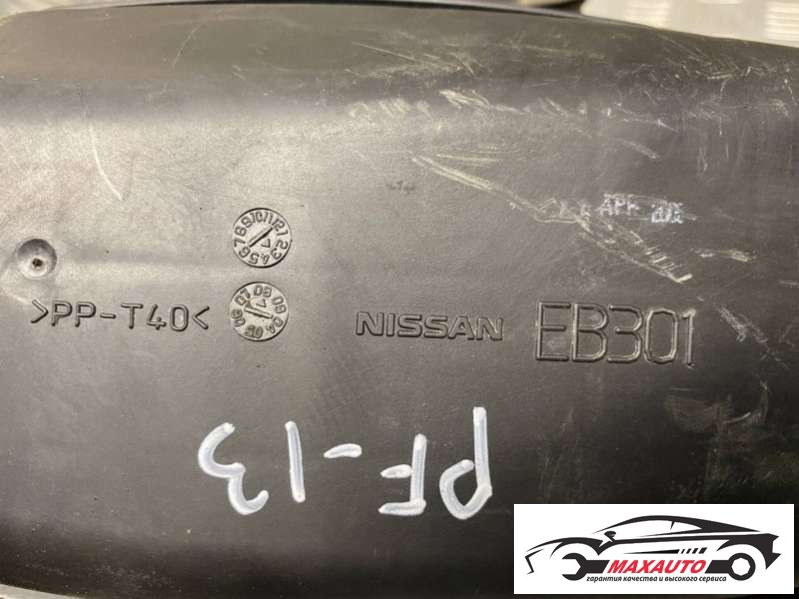 >PP-T40<
NISSAN
EB301
PF-13
MAXAUTO
гарантия качества и высокого сервиса